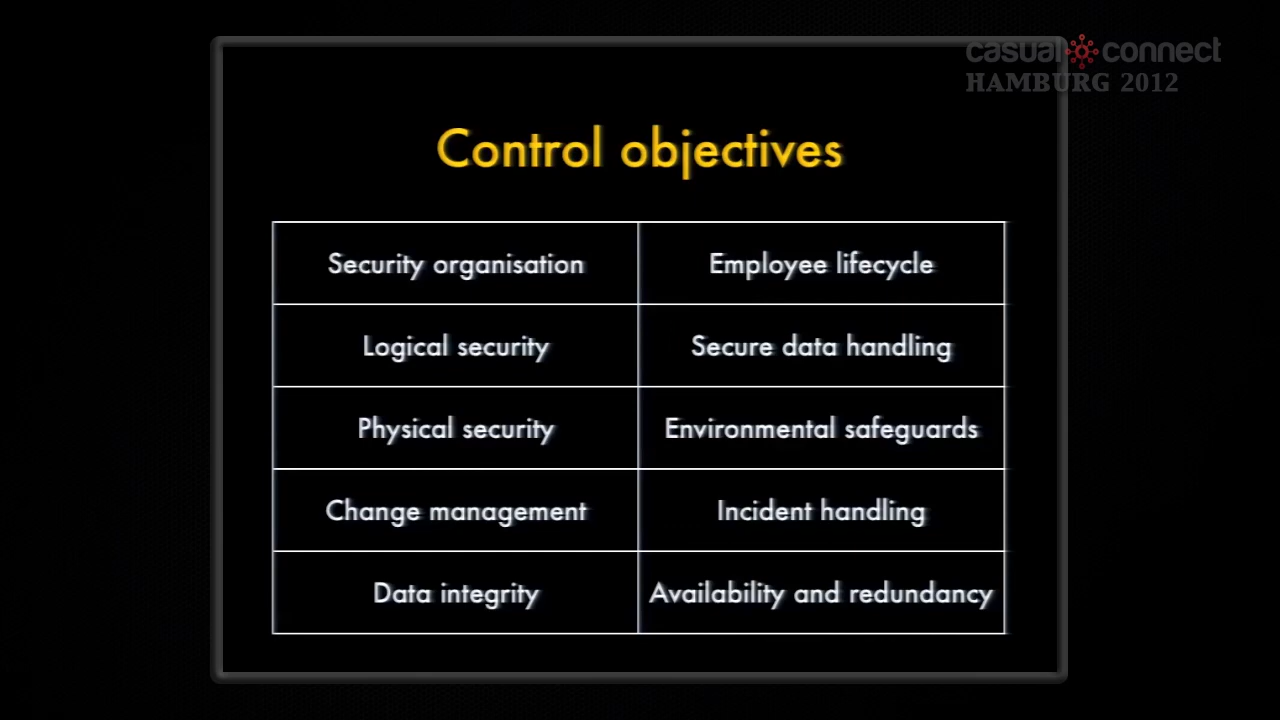 casual connect
HAMBURG 2012
Control objectives
Security organisation
Employee lifecycle
Logical security
Secure data handling
Physical security
Environmental safeguards
Change management
Incident handling
Data integrity
Availability and redundancy